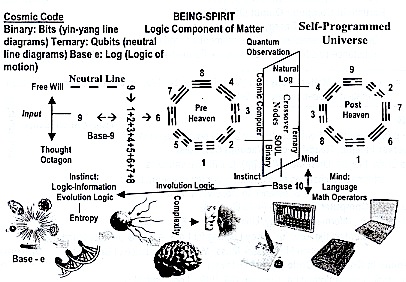 Cosmic Code
Binary: Bits (yin-yang line
diagrams) Ternary: Qubits (neutral
line diagrams) Base e: Log (Logic of
motion)
BEING-SPIRIT
Logic Component of Matter
Self-Programmed
Universe
Quantum
Observation
Free Will
Neutral Line
9
Input
9
Base-9
1+2+3+4+5+6+7+8
6
Thought
Octagon
8
7
4
Pre
Heaven
3
5
2
1
Natural
Log
Cosmic Computer
Crossover
Nodes
SOUL
Binary
Ternary
9
4
2
3
Post
Heaven
7
8
6
1
Instinct
Mind
Instinct:
Logic-Information
Evolution Logic
Involution Logic
Base 10
Mind:
Language
Math Operators
Entropy
Complexity
Base - e